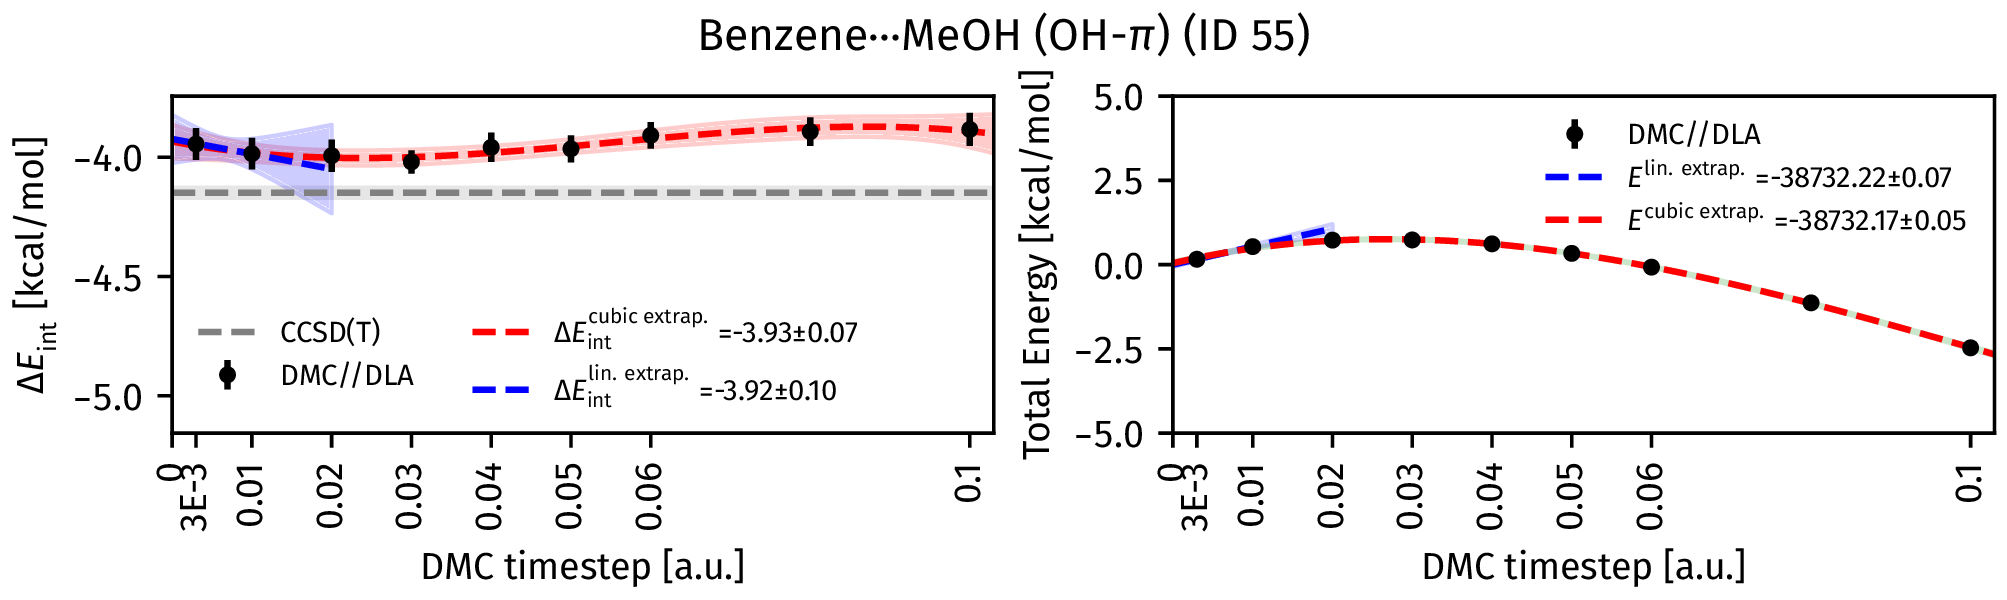 Benzene···MeOH (OH-π) (ID 55)
ΔE_int [kcal/mol]
−4.0
−4.5
−5.0
CCSD(T)
DMC//DLA
ΔE_int^cubic extrap. =-3.93±0.07
ΔE_int^lin. extrap. =-3.92±0.10
0
3E-3
0.01
0.02
0.03
0.04
0.05
0.06
0.1
DMC timestep [a.u.]
Total Energy [kcal/mol]
5.0
2.5
0.0
−2.5
−5.0
DMC//DLA
E^lin. extrap. =-38732.22±0.07
E^cubic extrap. =-38732.17±0.05
0
3E-3
0.01
0.02
0.03
0.04
0.05
0.06
0.1
DMC timestep [a.u.]